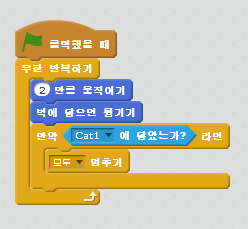 클릭했을 때
무한 반복하기
2 만큼 움직이기
벽에 닿으면 튕기기
만약 Cat1 에 닿았는가? 라면
모두 멈추기